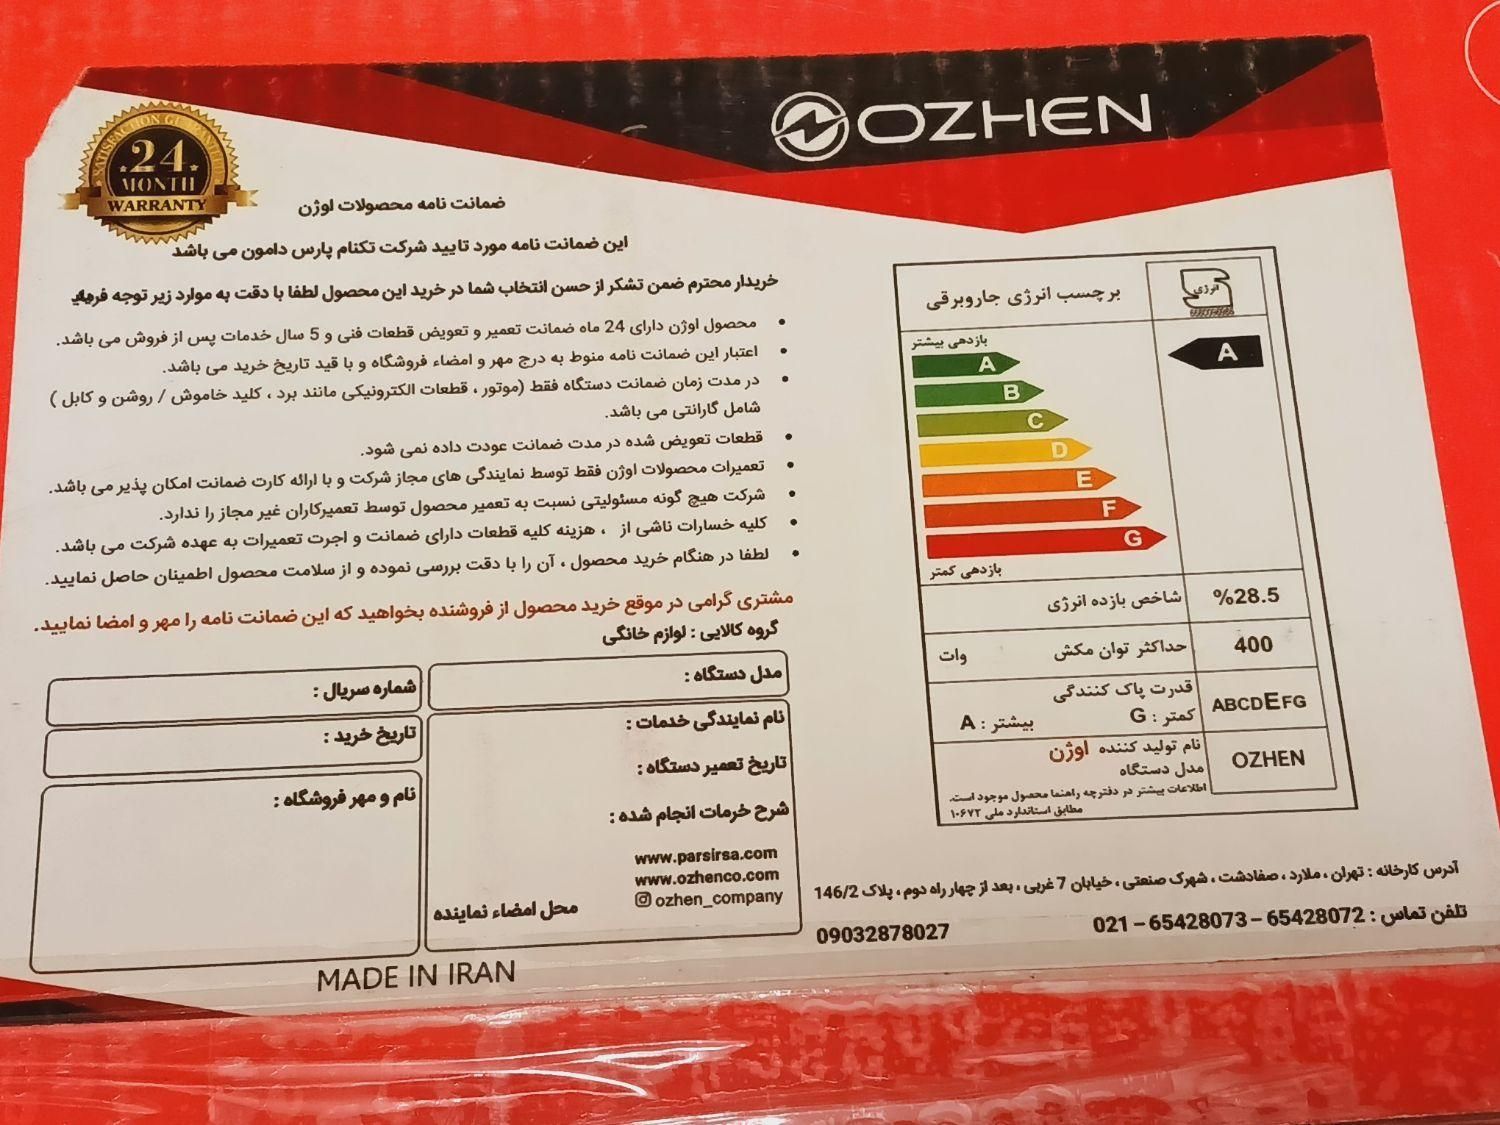 OZHEN
SATISFACTION GUARANTEED
24
MONTH
WARRANTY
ضمانت نامه محصولات اوژن
این ضمانت نامه مورد تایید شرکت تکنام پارس دامون می باشد
خریدار محترم ضمن تشکر از حسن انتخاب شما در خرید این محصول لطفا با دقت به موارد زیر توجه
• محصول اوژن دارای 24 ماه ضمانت تعمیر و تعویض قطعات فنی و 5 سال خدمات پس از فروش می باشد.
• اعتبار این ضمانت نامه منوط به درج مهر و امضاء فروشگاه و با قید تاریخ خرید می باشد.
• در مدت زمان ضمانت دستگاه فقط (موتور ، قطعات الکترونیکی مانند برد ، کلید خاموش / روشن و کابل )
شامل گارانتی می باشد.
• قطعات تعویض شده در مدت ضمانت عودت داده نمی شود.
• تعمیرات محصولات اوژن فقط توسط نمایندگی های مجاز شرکت و با ارائه کارت ضمانت امکان پذیر می باشد.
• شرکت هیچ گونه مسئولیتی نسبت به تعمیر محصول توسط تعمیرکاران غیر مجاز را ندارد.
• کلیه خسارات ناشی از ، هزینه کلیه قطعات دارای ضمانت و اجرت تعمیرات به عهده شرکت می باشد.
• لطفا در هنگام خرید محصول ، آن را با دقت بررسی نموده و از سلامت محصول اطمینان حاصل نمایید.
مشتری گرامی در موقع خرید محصول از فروشنده بخواهید که این ضمانت نامه را مهر و امضا نمایید.
گروه کالایی : لوازم خانگی
مدل دستگاه :
شماره سریال :
نام نمایندگی خدمات :
تاریخ خرید :
تاریخ تعمیر دستگاه :
نام و مهر فروشگاه :
شرح خرمات انجام شده :
www.parsirsa.com
www.ozhenco.com
ozhen_company
محل امضاء نماینده
MADE IN IRAN
انرژی
برچسب انرژی جاروبرقی
بازدهی بیشتر
A
A
B
C
D
E
F
G
بازدهی کمتر
شاخص بازده انرژی %28.5
حداکثر توان مکش وات 400
قدرت پاک کنندگی
کمتر : G بیشتر : A
ABCDEFG
نام تولید کننده اوژن
مدل دستگاه
OZHEN
اطلاعات بیشتر در دفترچه راهنما محصول موجود است.
مطابق استاندارد ملی ۱۰۶۷۲
آدرس کارخانه : تهران ، ملارد ، صفادشت ، شهرک صنعتی ، خیابان 7 غربی ، بعد از چهار راه دوم ، پلاک 146/2
تلفن تماس : 65428072 – 65428073 – 021
09032878027